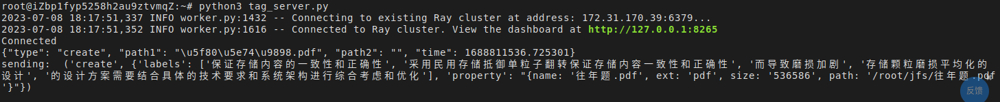 root@iZbp1fyp5258h2au9ztvmqZ:~# python3 tag_server.py
2023-07-08 18:17:51,337 INFO worker.py:1432 -- Connecting to existing Ray cluster at address: 172.31.170.39:6379...
2023-07-08 18:17:51,352 INFO worker.py:1616 -- Connected to Ray cluster. View the dashboard at http://127.0.0.1:8265
Connected
{"type": "create", "path1": "\u5f80\u5e74\u9898.pdf", "path2": "", "time": 1688811536.725301}
sending:  ('create', {'labels': ['保证存储内容的一致性和正确性', '采用民用存储抵御单粒子翻转保证存储内容一致性和正确性', '而导致磨损加剧', '存储颗粒磨损平均化的
设计', '的设计方案需要结合具体的技术要求和系统架构进行综合考虑和优化'], 'property': "{name: '往年题.pdf', ext: 'pdf', size: '536586', path: '/root/jfs/往年题.pdf
'}"})
反馈